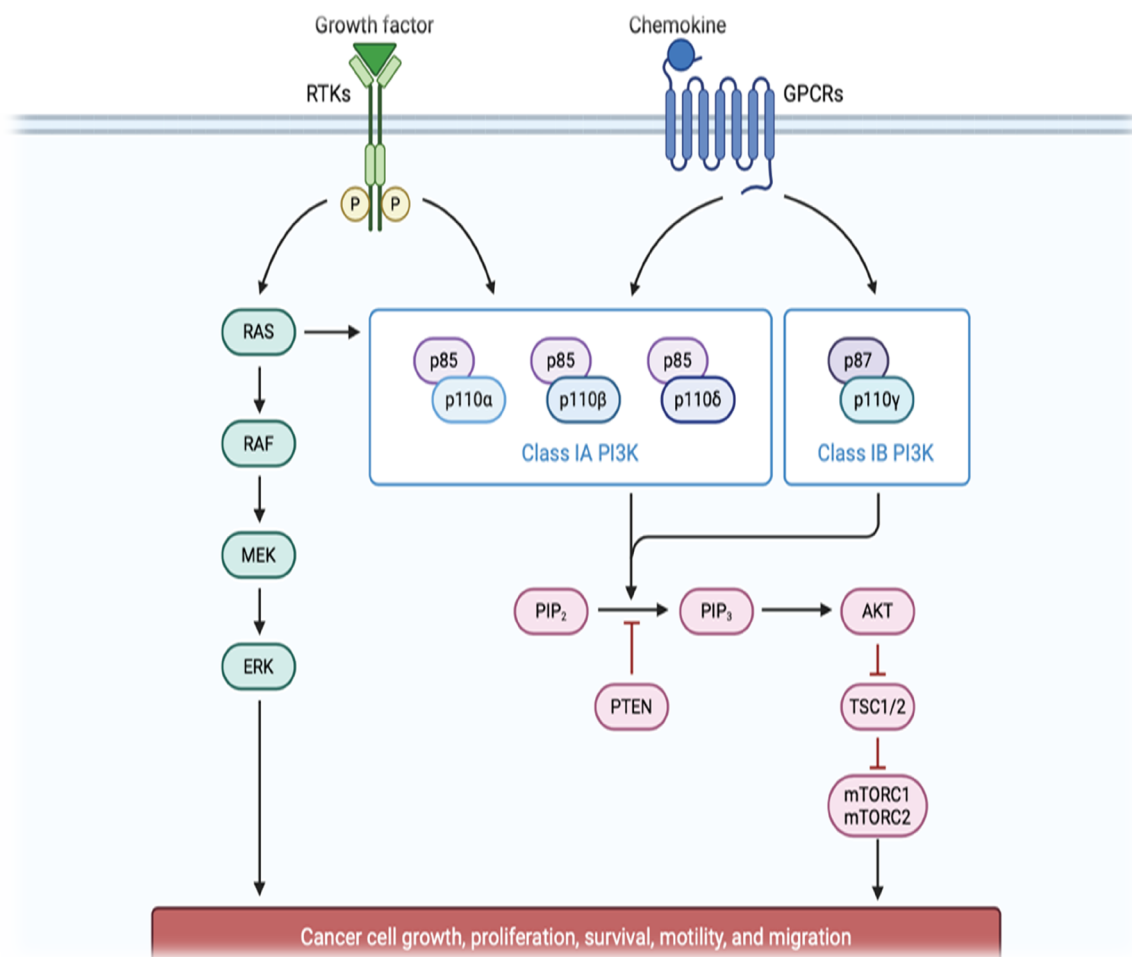 Growth factor
Chemokine
RTKs
GPCRs
P
P
RAS
p85
p110α
p85
p110β
p85
p110δ
Class IA PI3K
p87
p110γ
Class IB PI3K
RAF
MEK
ERK
PIP₂
PIP₃
AKT
PTEN
TSC1/2
mTORC1
mTORC2
Cancer cell growth, proliferation, survival, motility, and migration